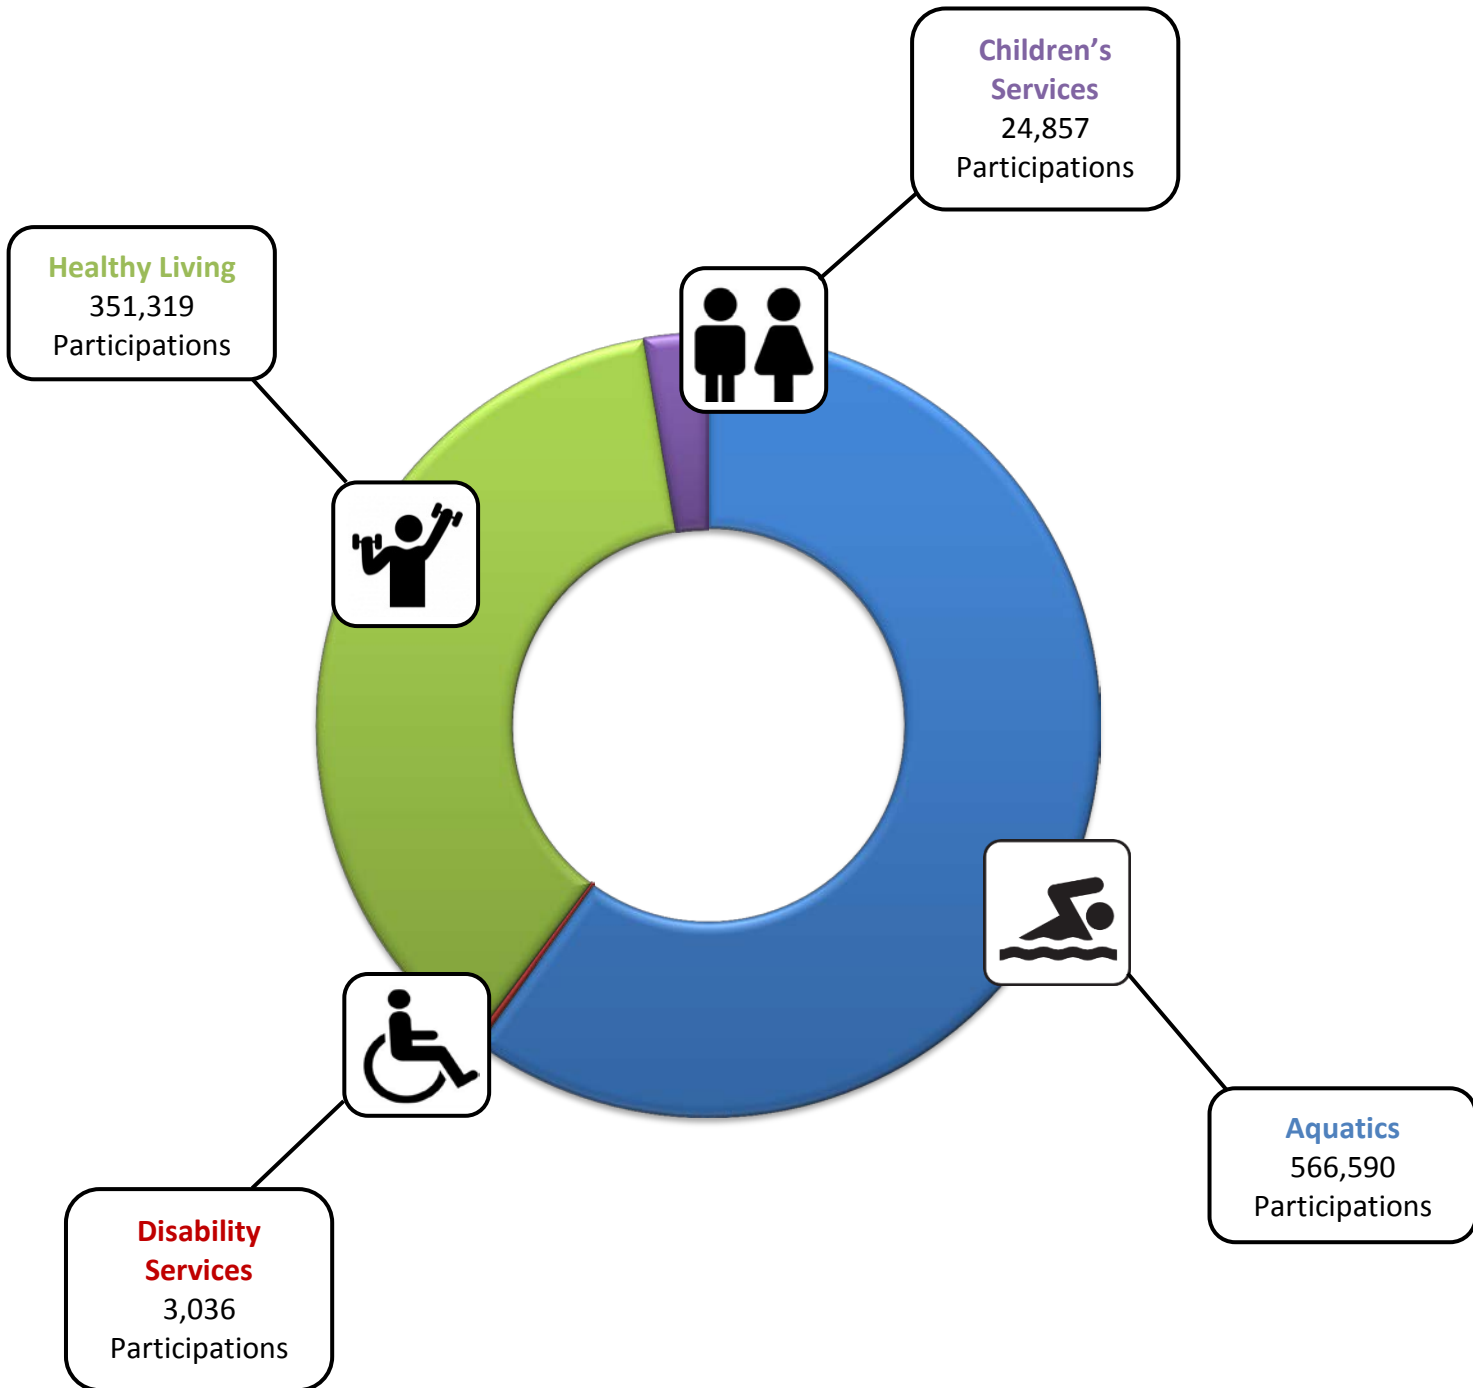 Children’s
Services
24,857
Participations
Healthy Living
351,319
Participations
Aquatics
566,590
Participations
Disability
Services
3,036
Participations